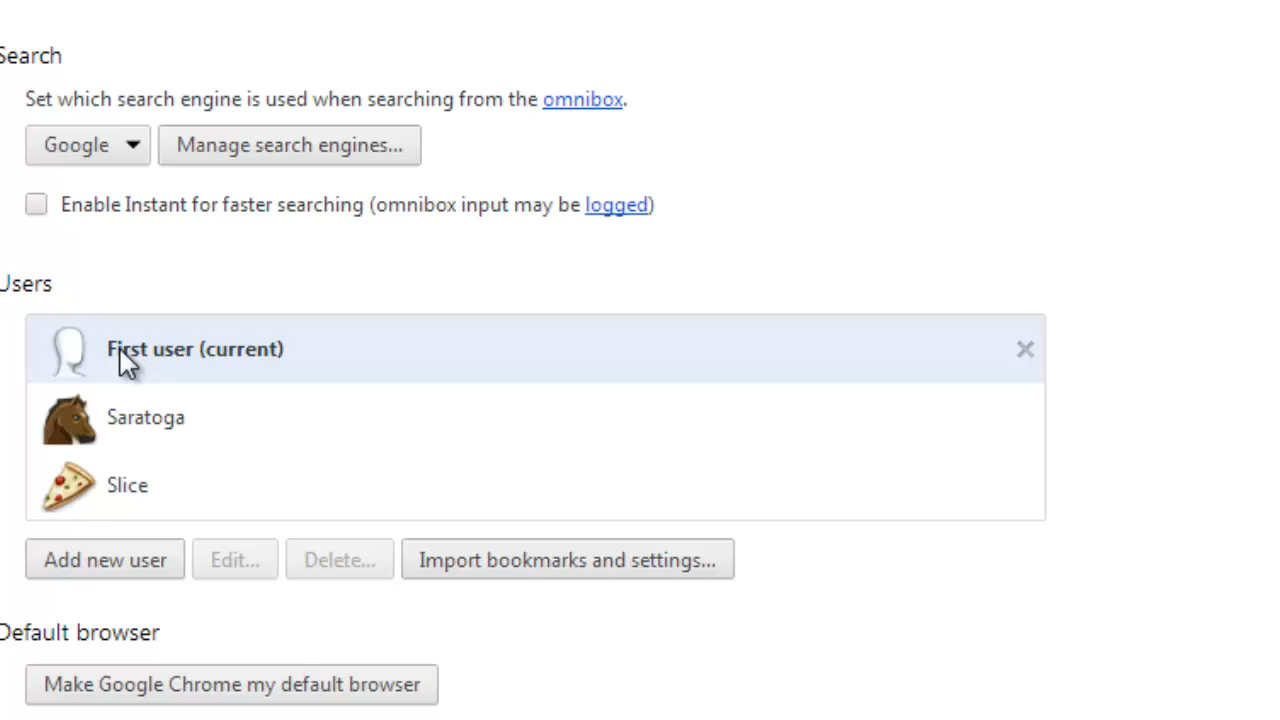 Search
Set which search engine is used when searching from the omnibox.
Google Manage search engines...
Enable Instant for faster searching (omnibox input may be logged)
Users
First user (current)
Saratoga
Slice
Add new user Edit... Delete... Import bookmarks and settings...
Default browser
Make Google Chrome my default browser